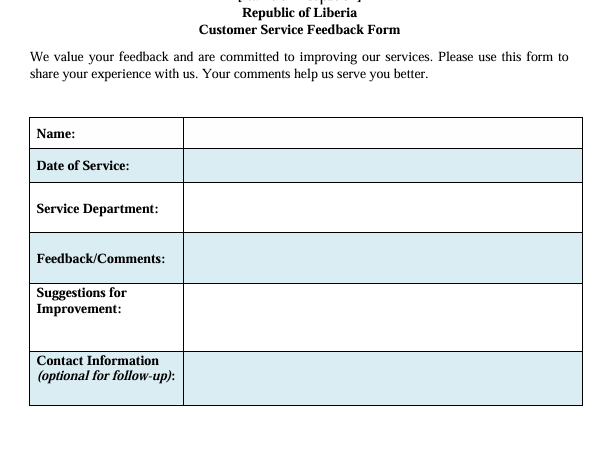 Republic of Liberia
Customer Service Feedback Form
We value your feedback and are committed to improving our services. Please use this form to
share your experience with us. Your comments help us serve you better.
Name:
Date of Service:
Service Department:
Feedback/Comments:
Suggestions for
Improvement:
Contact Information
(optional for follow-up):